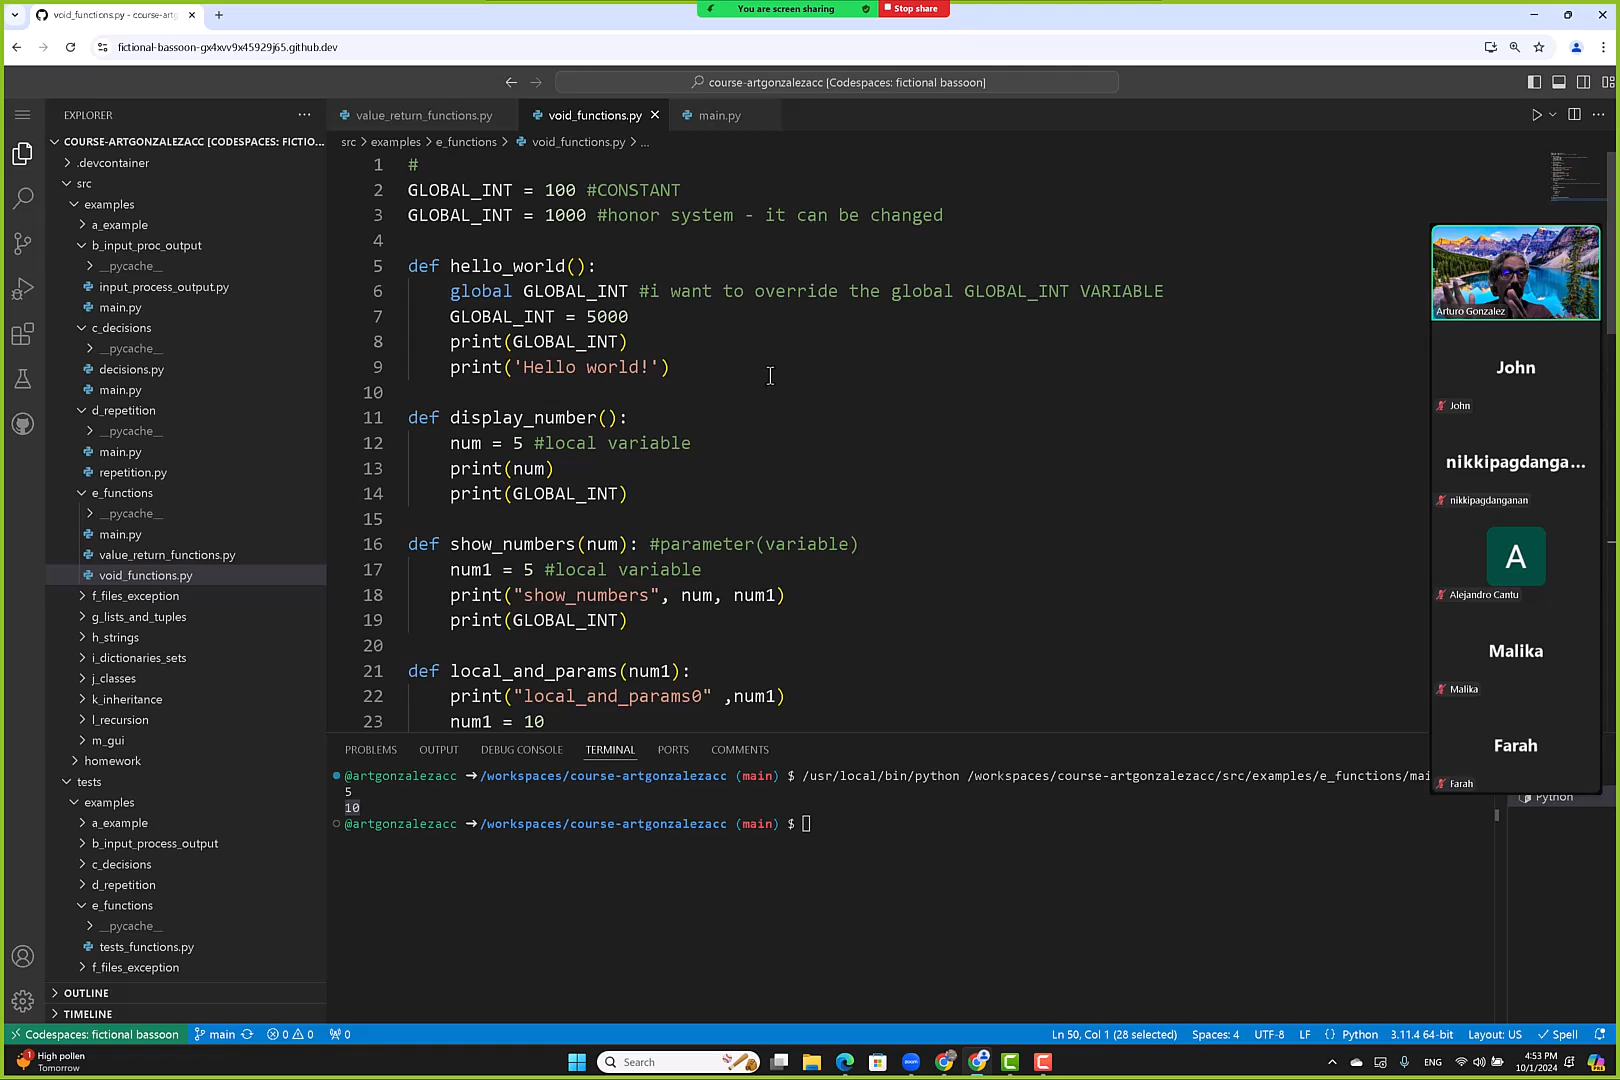 You are screen sharing
Stop share
void_functions.py - course-artg
fictional-bassoon-gx4xvv9x45929j65.github.dev
course-artgonzalezacc [Codespaces: fictional bassoon]
EXPLORER
COURSE-ARTGONZALEZACC [CODESPACES: FICTIO...
.devcontainer
src
examples
a_example
b_input_proc_output
__pycache__
input_process_output.py
main.py
c_decisions
__pycache__
decisions.py
main.py
d_repetition
__pycache__
main.py
repetition.py
e_functions
__pycache__
main.py
value_return_functions.py
void_functions.py
f_files_exception
g_lists_and_tuples
h_strings
i_dictionaries_sets
j_classes
k_inheritance
l_recursion
m_gui
homework
tests
examples
a_example
b_input_process_output
c_decisions
d_repetition
e_functions
__pycache__
tests_functions.py
f_files_exception
OUTLINE
TIMELINE
value_return_functions.py
void_functions.py
main.py
src > examples > e_functions > void_functions.py > ...
1 #
2 GLOBAL_INT = 100 #CONSTANT
3 GLOBAL_INT = 1000 #honor system - it can be changed
4
5 def hello_world():
6 global GLOBAL_INT #i want to override the global GLOBAL_INT VARIABLE
7 GLOBAL_INT = 5000
8 print(GLOBAL_INT)
9 print('Hello world!')
10
11 def display_number():
12 num = 5 #local variable
13 print(num)
14 print(GLOBAL_INT)
15
16 def show_numbers(num): #parameter(variable)
17 num1 = 5 #local variable
18 print("show_numbers", num, num1)
19 print(GLOBAL_INT)
20
21 def local_and_params(num1):
22 print("local_and_params0" ,num1)
23 num1 = 10
PROBLEMS OUTPUT DEBUG CONSOLE TERMINAL PORTS COMMENTS
@artgonzalezacc ➜/workspaces/course-artgonzalezacc (main) $ /usr/local/bin/python /workspaces/course-artgonzalezacc/src/examples/e_functions/mai
5
10
@artgonzalezacc ➜/workspaces/course-artgonzalezacc (main) $
Python
Arturo Gonzalez
John
John
nikkipagdanga...
nikkipagdanganan
A
Alejandro Cantu
Malika
Malika
Farah
Farah
Codespaces: fictional bassoon
main
0 0
0
Ln 50, Col 1 (28 selected)
Spaces: 4
UTF-8
LF
{} Python
3.11.4 64-bit
Layout: US
Spell
1
High pollen
Tomorrow
Search
zoom
ENG
4:53 PM
10/1/2024